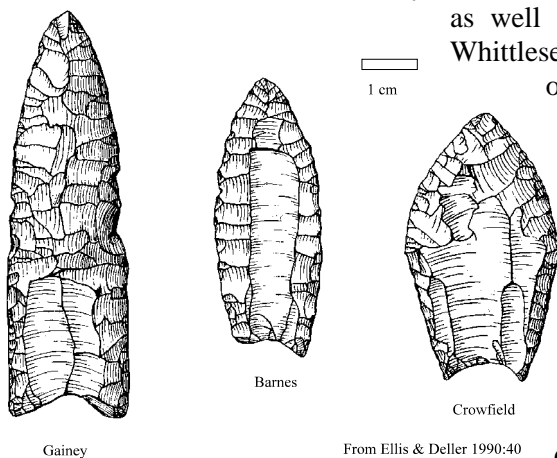 as well
Whittlese
1 cm
Barnes
Crowfield
Gainey
From Ellis & Deller 1990:40